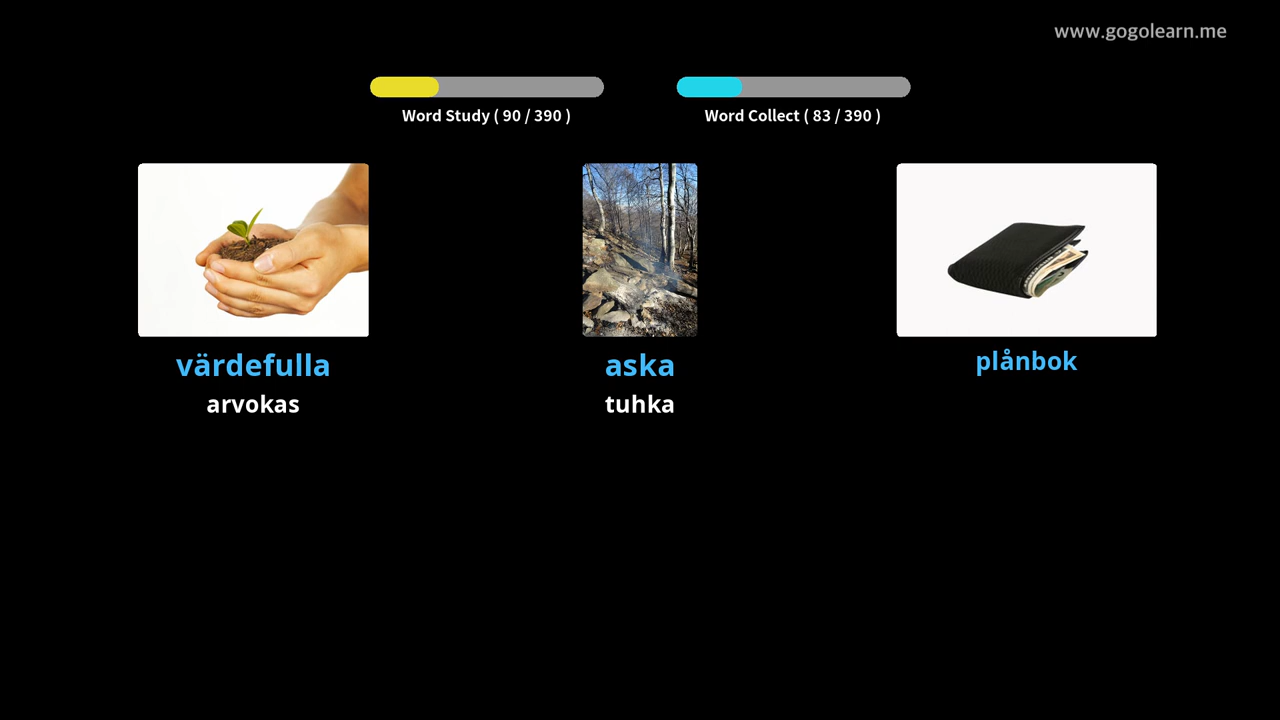 www.gogolearn.me
Word Study ( 90 / 390 )
Word Collect ( 83 / 390 )
värdefulla
aska
plånbok
arvokas
tuhka